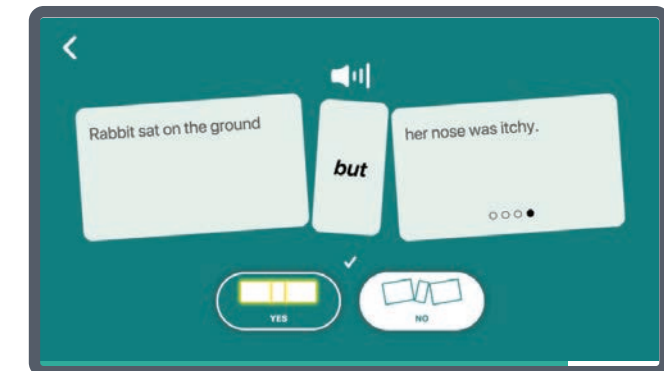 Rabbit sat on the ground
but
her nose was itchy.
YES
NO